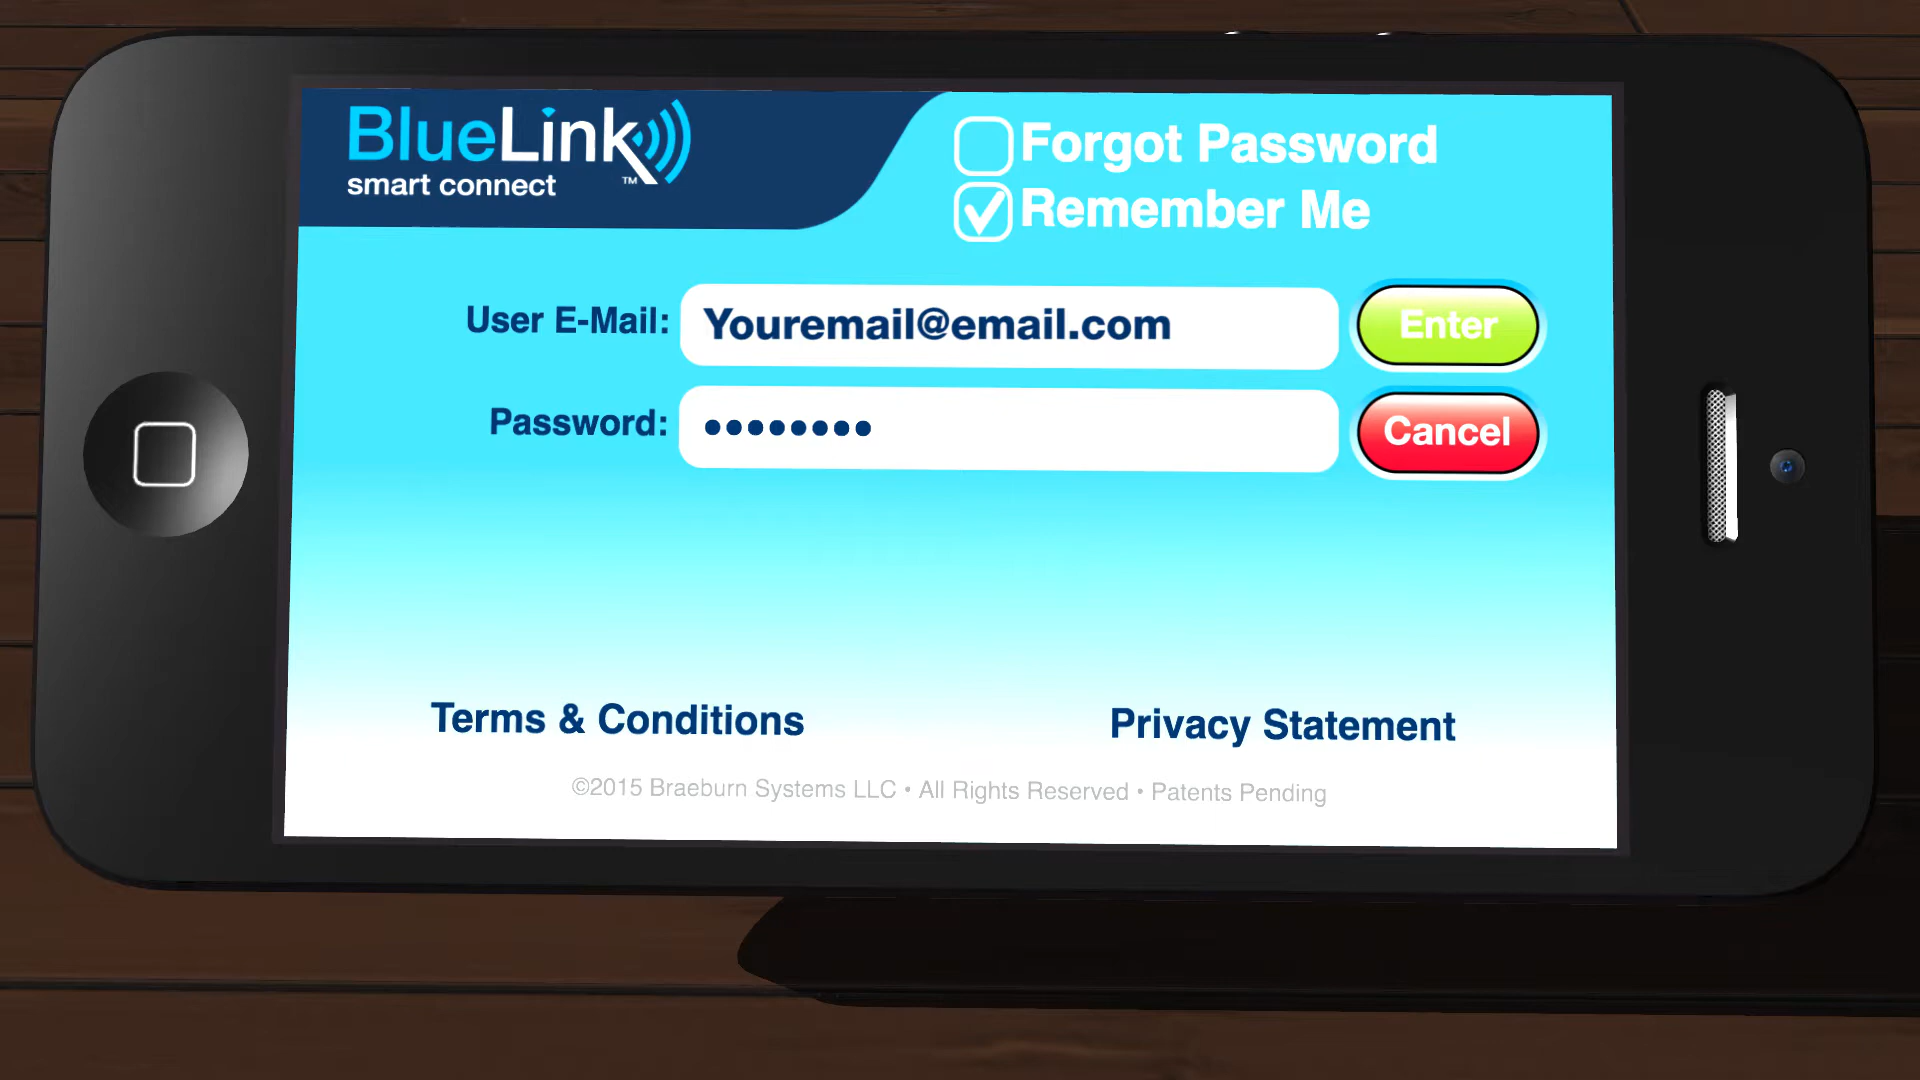 BlueLink
™
smart connect
Forgot Password
Remember Me
User E-Mail:
Youremail@email.com
Enter
Password:
••••••••
Cancel
Terms & Conditions
Privacy Statement
©2015 Braeburn Systems LLC • All Rights Reserved • Patents Pending